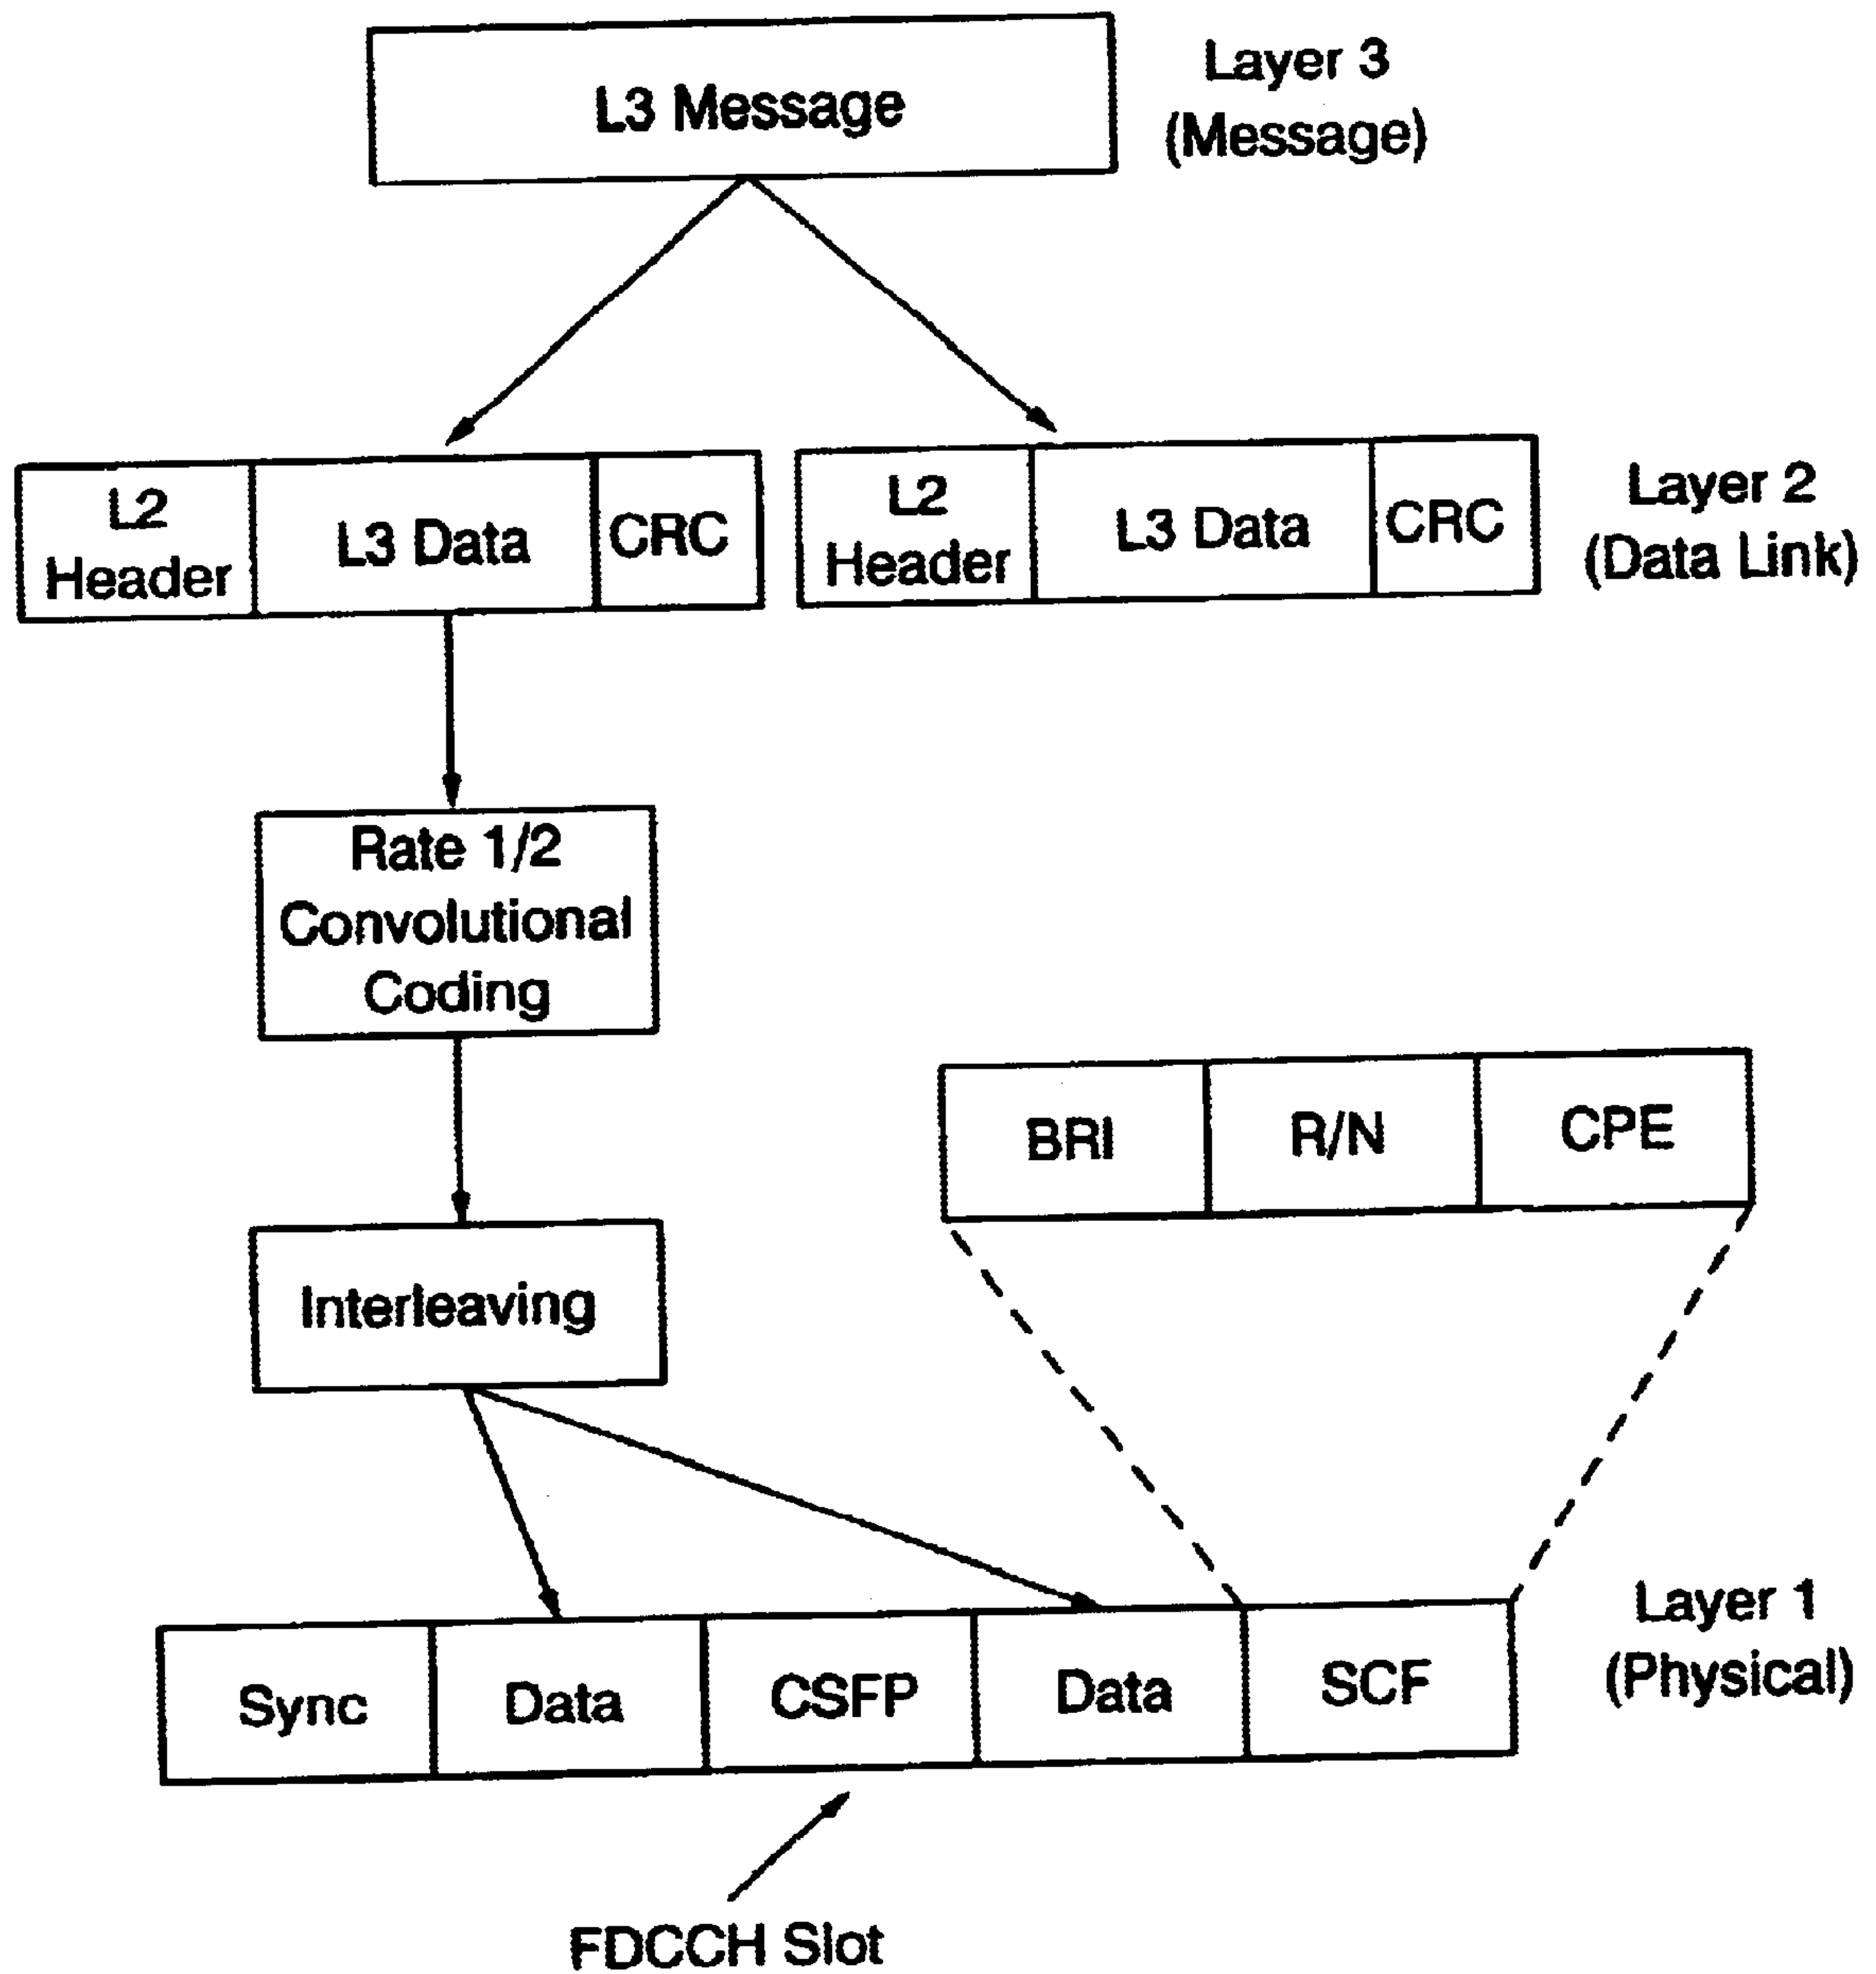 L3 Message
Layer 3
(Message)
L2
Header
L3 Data
CRC
L2
Header
L3 Data
CRC
Layer 2
(Data Link)
Rate 1/2
Convolutional
Coding
BRI
R/N
CPE
Interleaving
Layer 1
(Physical)
Sync
Data
CSFP
Data
SCF
FDCCH Slot